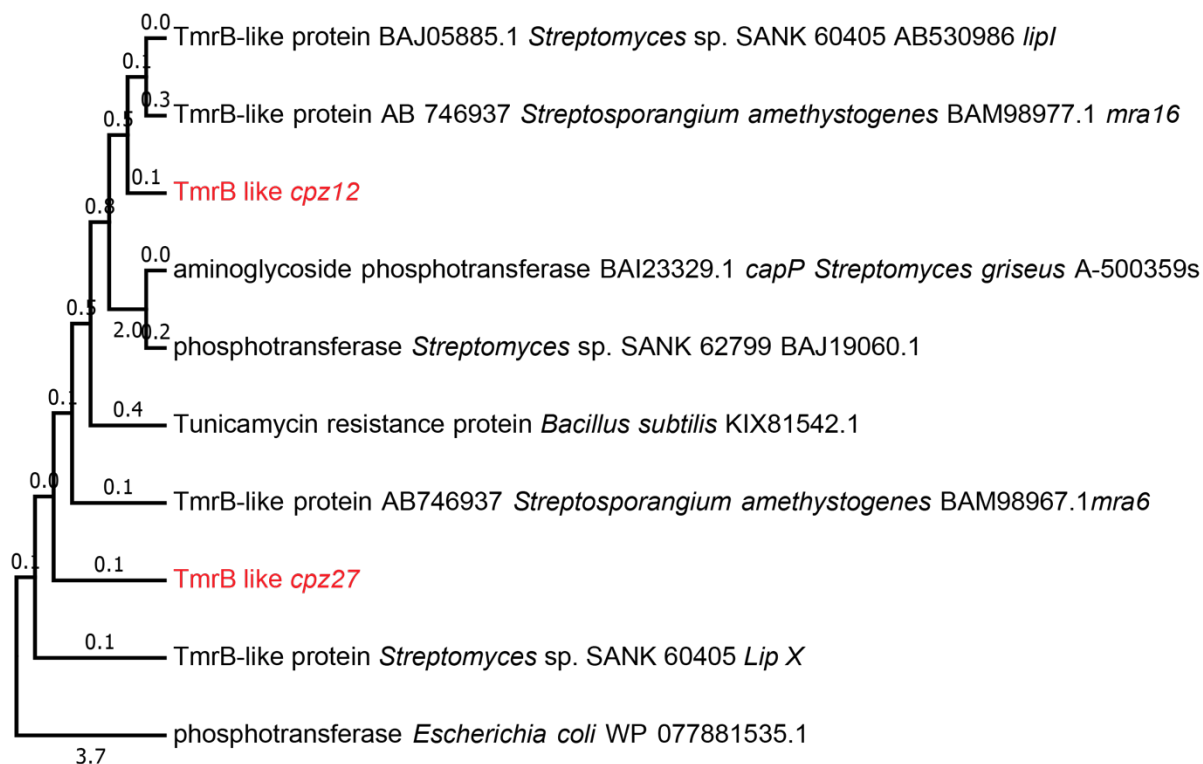 0.0
TmrB-like protein BAJ05885.1 Streptomyces sp. SANK 60405 AB530986 lipI
0.1
0.3
TmrB-like protein AB 746937 Streptosporangium amethystogenes BAM98977.1 mra16
0.5
0.1
TmrB like cpz12
0.8
0.0
aminoglycoside phosphotransferase BAI23329.1 capP Streptomyces griseus A-500359s
0.5
2.0
0.2
phosphotransferase Streptomyces sp. SANK 62799 BAJ19060.1
0.1
0.4
Tunicamycin resistance protein Bacillus subtilis KIX81542.1
0.0
0.1
TmrB-like protein AB746937 Streptosporangium amethystogenes BAM98967.1mra6
0.1
0.1
TmrB like cpz27
0.1
TmrB-like protein Streptomyces sp. SANK 60405 Lip X
phosphotransferase Escherichia coli WP 077881535.1
3.7